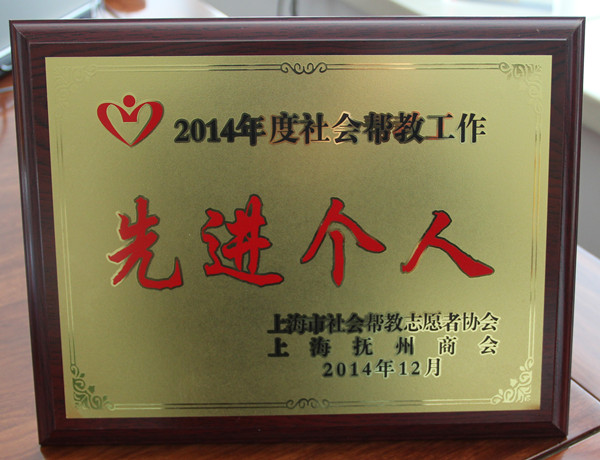 2014年度社会帮教工作
先进个人
上海市社会帮教志愿者协会
上海抚州商会
2014年12月